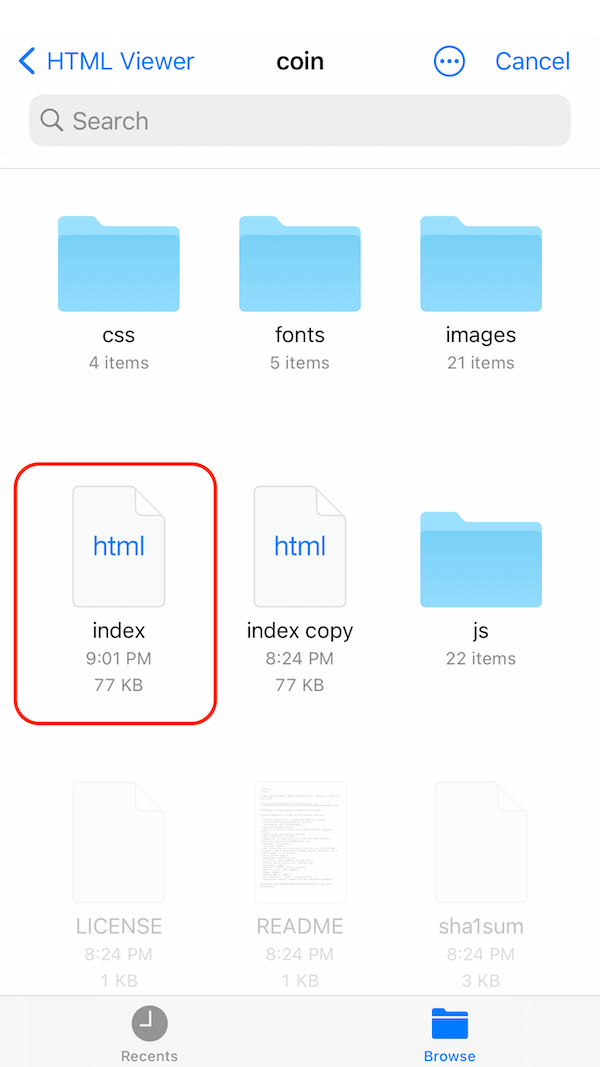 HTML Viewer
coin
Cancel
Search
css
4 items
fonts
5 items
images
21 items
html
index
9:01 PM
77 KB
html
index copy
8:24 PM
77 KB
js
22 items
LICENSE
8:24 PM
1 KB
README
8:24 PM
1 KB
sha1sum
8:24 PM
3 KB
Recents
Browse